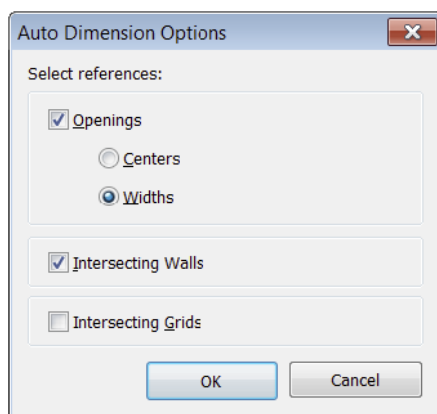 Auto Dimension Options
Select references:
Openings
Centers
Widths
Intersecting Walls
Intersecting Grids
OK Cancel